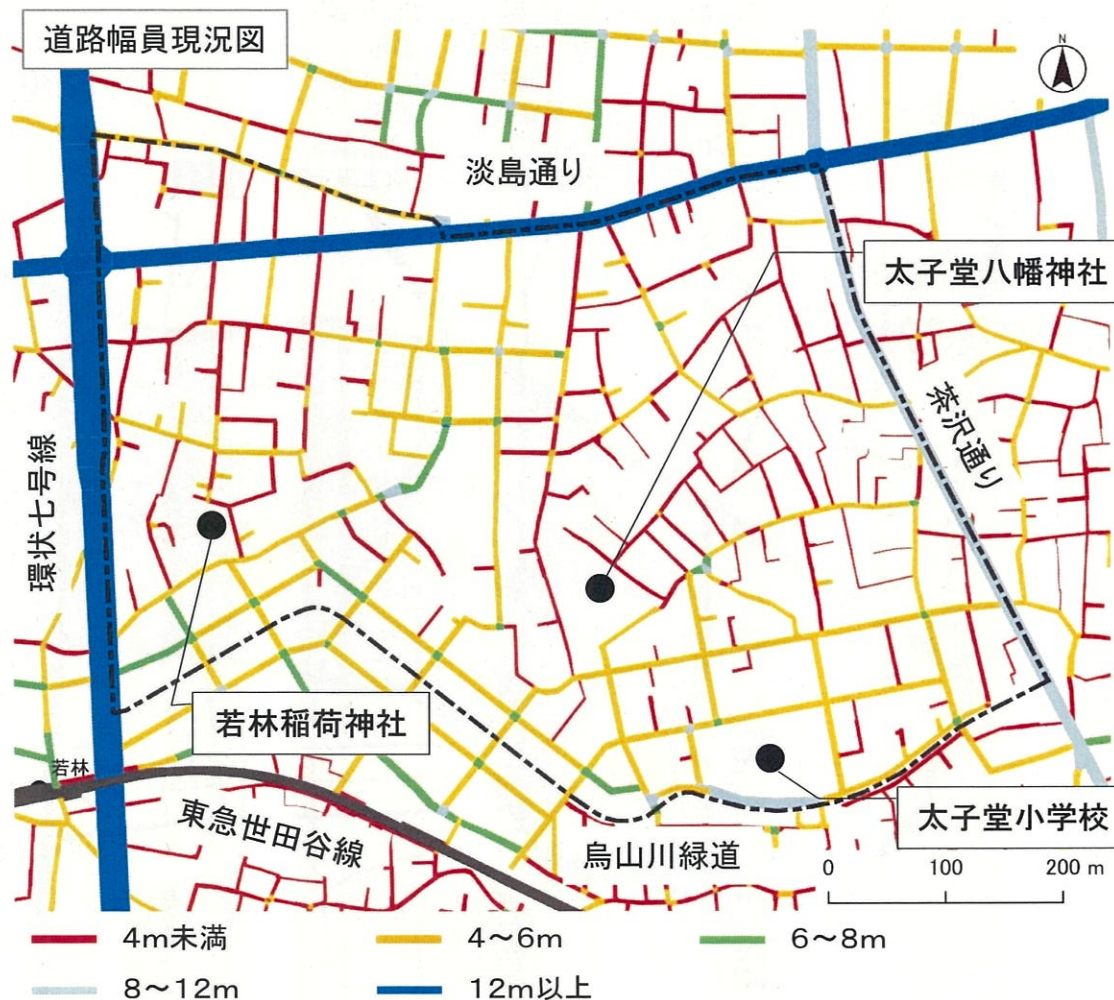 道路幅員現況図
N
淡島通り
太子堂八幡神社
茶沢通り
環状七号線
若林稲荷神社
若林
東急世田谷線
烏山川緑道
太子堂小学校
0 100 200 m
4m未満 4〜6m 6〜8m
8〜12m 12m以上